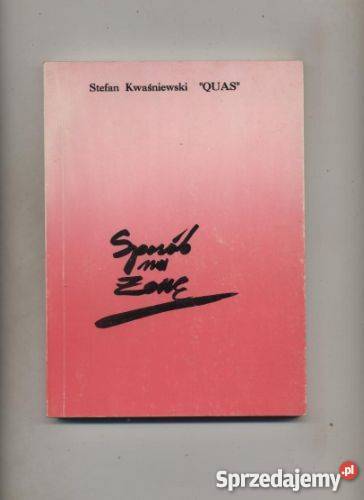 Stefan Kwaśniewski "QUAS"
Sposób
na
Żonę
Sprzedajemy.pl